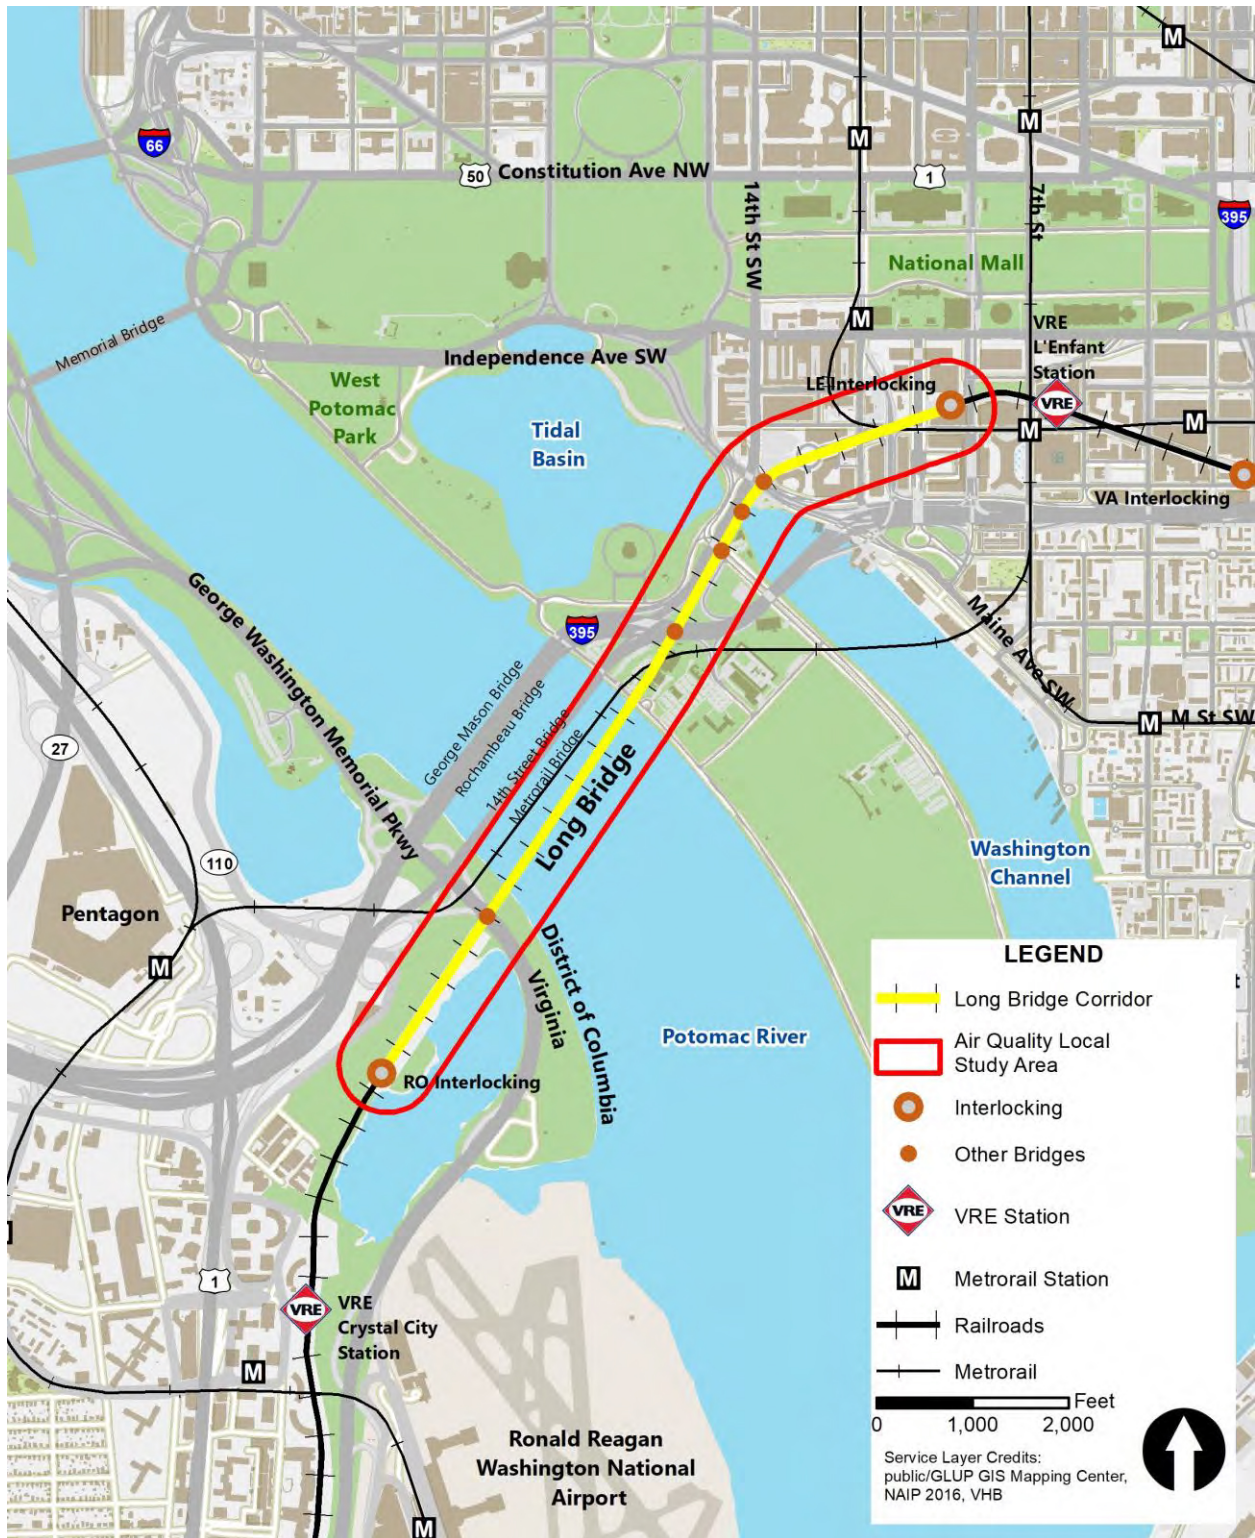 M
M
M
66
50
Constitution Ave NW
1
14th St SW
7th St
395
National Mall
Memorial Bridge
M
VRE
L'Enfant
Station
Independence Ave SW
West
Potomac
Park
LE Interlocking
VRE
Tidal
Basin
M
M
VA Interlocking
George Washington Memorial Pkwy
395
Maine Ave SW
M
M St SW
George Mason Bridge
Rochambeau Bridge
14th Street Bridge
Metrorail Bridge
Long Bridge
27
110
Washington
Channel
Pentagon
M
District of Columbia
Virginia
Potomac River
RO Interlocking
1
VRE
VRE
Crystal City
Station
M
Ronald Reagan
Washington National
Airport
M
LEGEND
Long Bridge Corridor
Air Quality Local
Study Area
Interlocking
Other Bridges
VRE
VRE Station
M
Metrorail Station
Railroads
Metrorail
Feet
0 1,000 2,000
Service Layer Credits:
public/GLUP GIS Mapping Center,
NAIP 2016, VHB